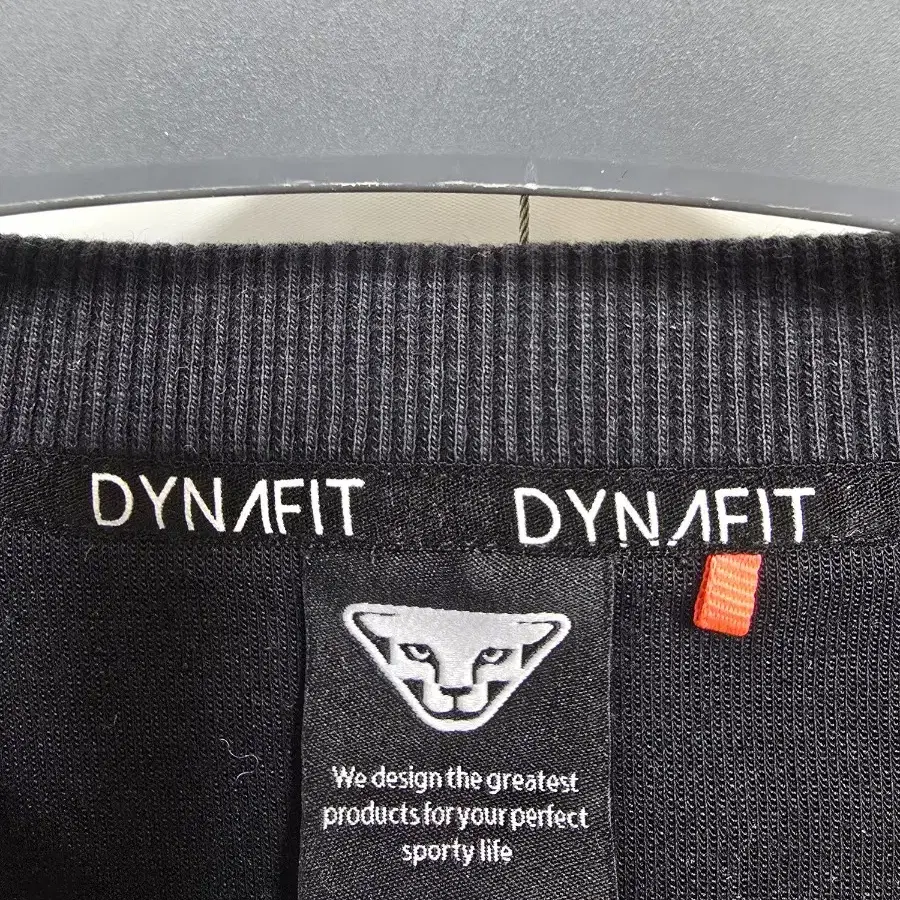 DYNAFIT DYNAFIT
We design the greatest
products for your perfect
sporty life